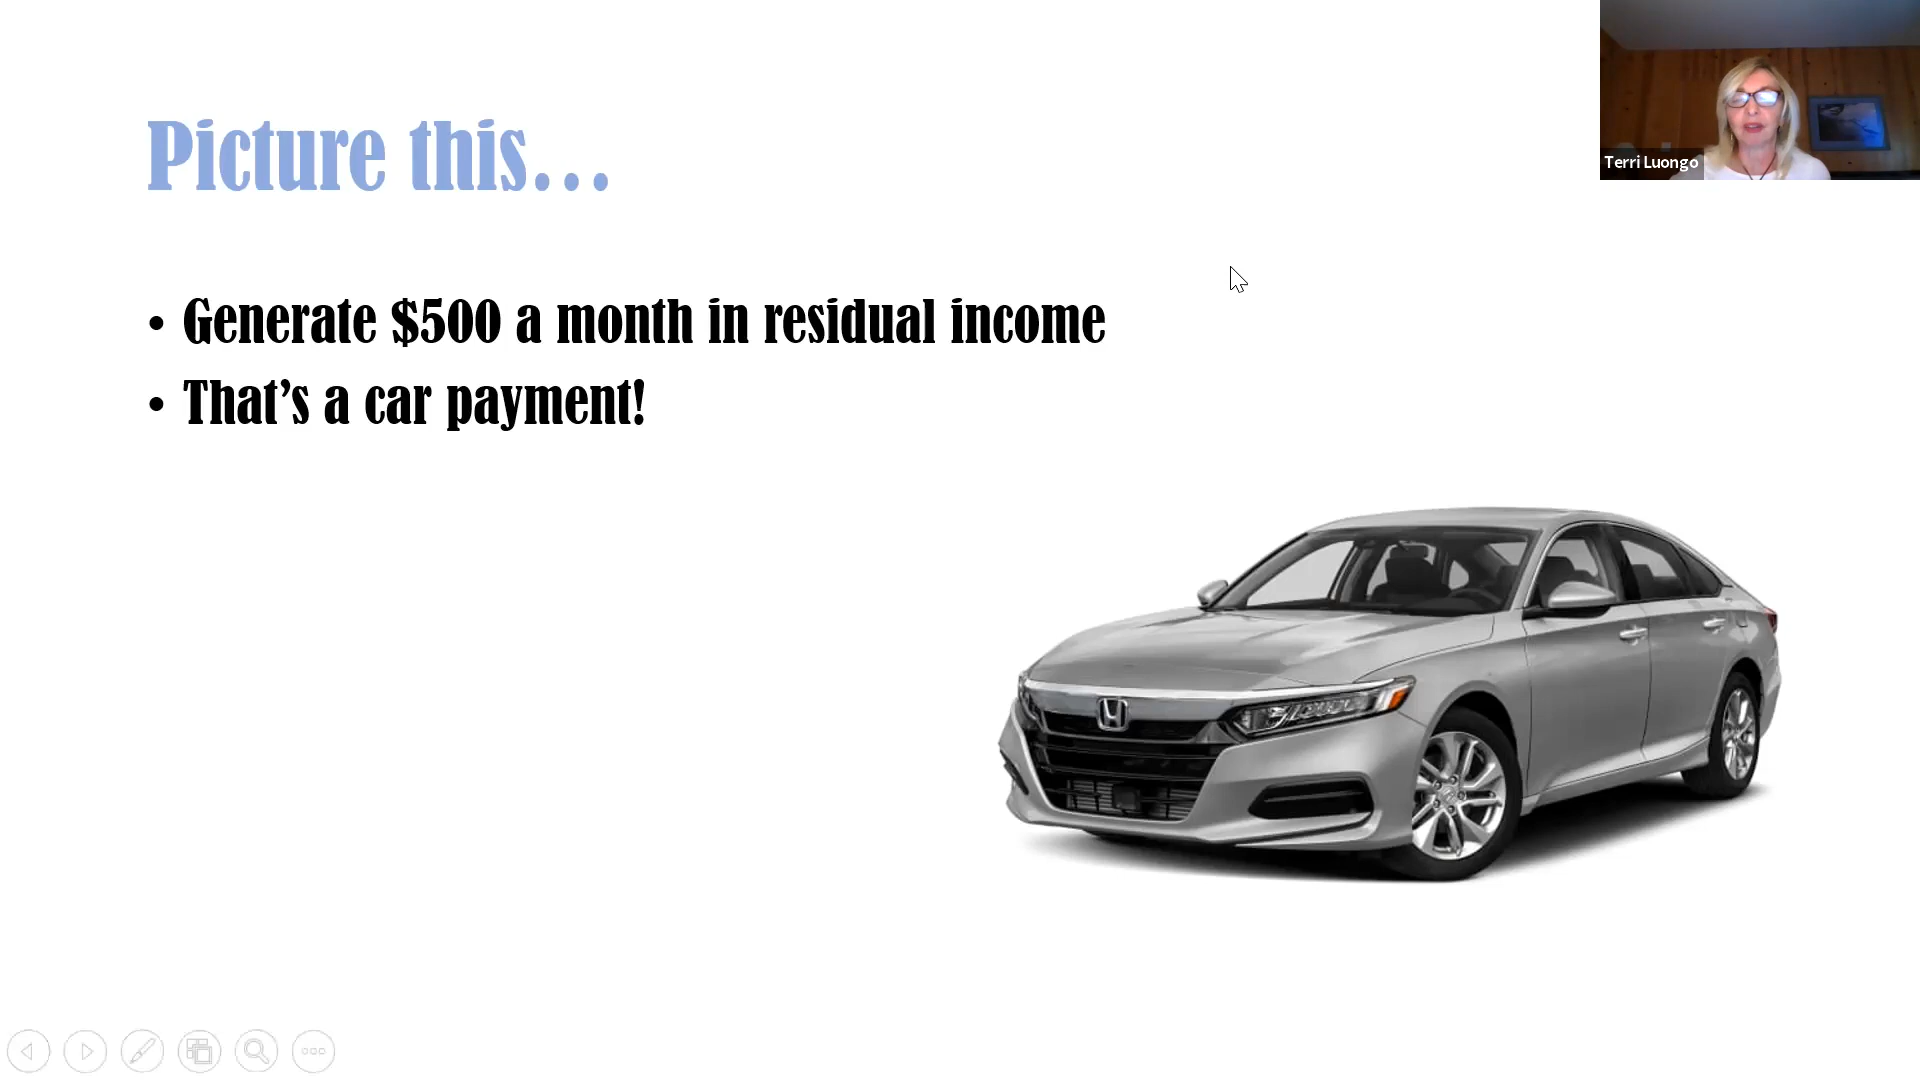 Picture this…
• Generate $500 a month in residual income
• That’s a car payment!
Terri Luongo